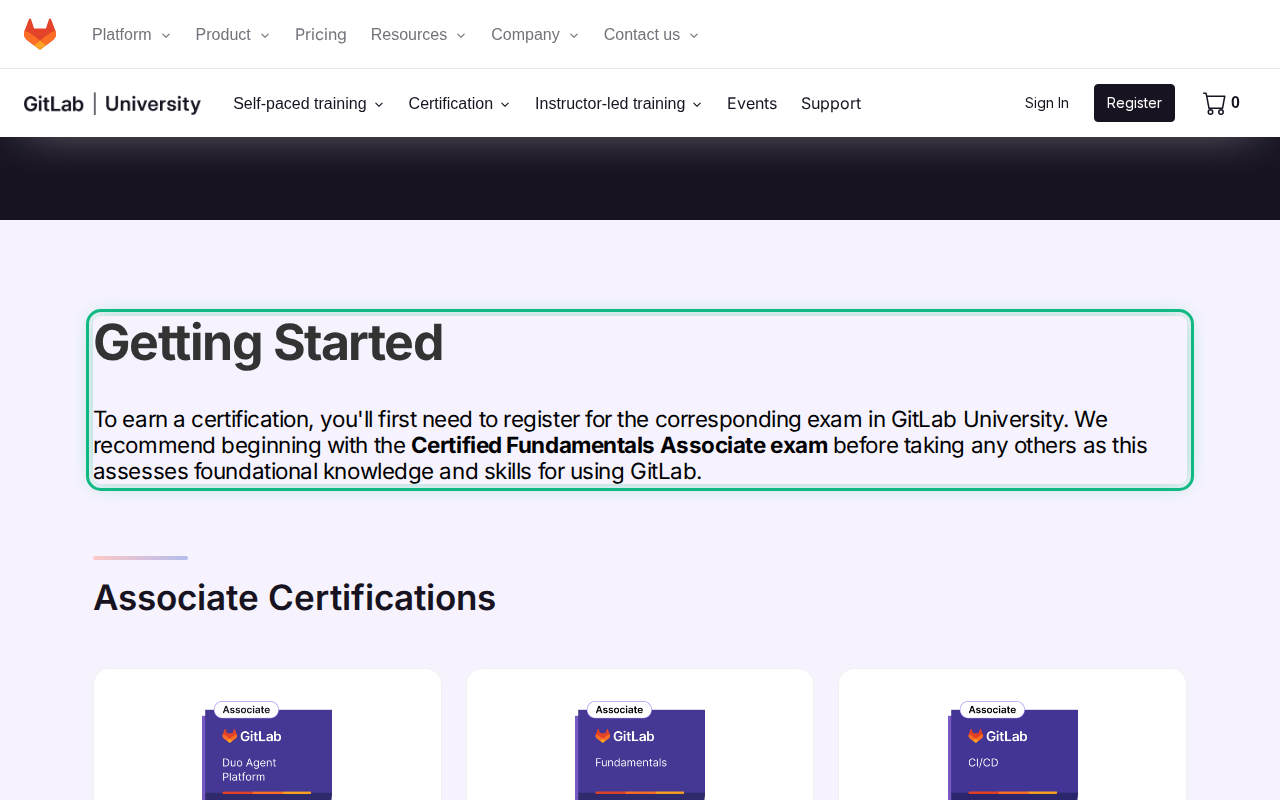 Platform
Product
Pricing
Resources
Company
Contact us
GitLab | University
Self-paced training
Certification
Instructor-led training
Events
Support
Sign In
Register
0
Getting Started
To earn a certification, you'll first need to register for the corresponding exam in GitLab University. We
recommend beginning with the Certified Fundamentals Associate exam before taking any others as this
assesses foundational knowledge and skills for using GitLab.
Associate Certifications
Associate
GitLab
Duo Agent
Platform
Associate
GitLab
Fundamentals
Associate
GitLab
CI/CD